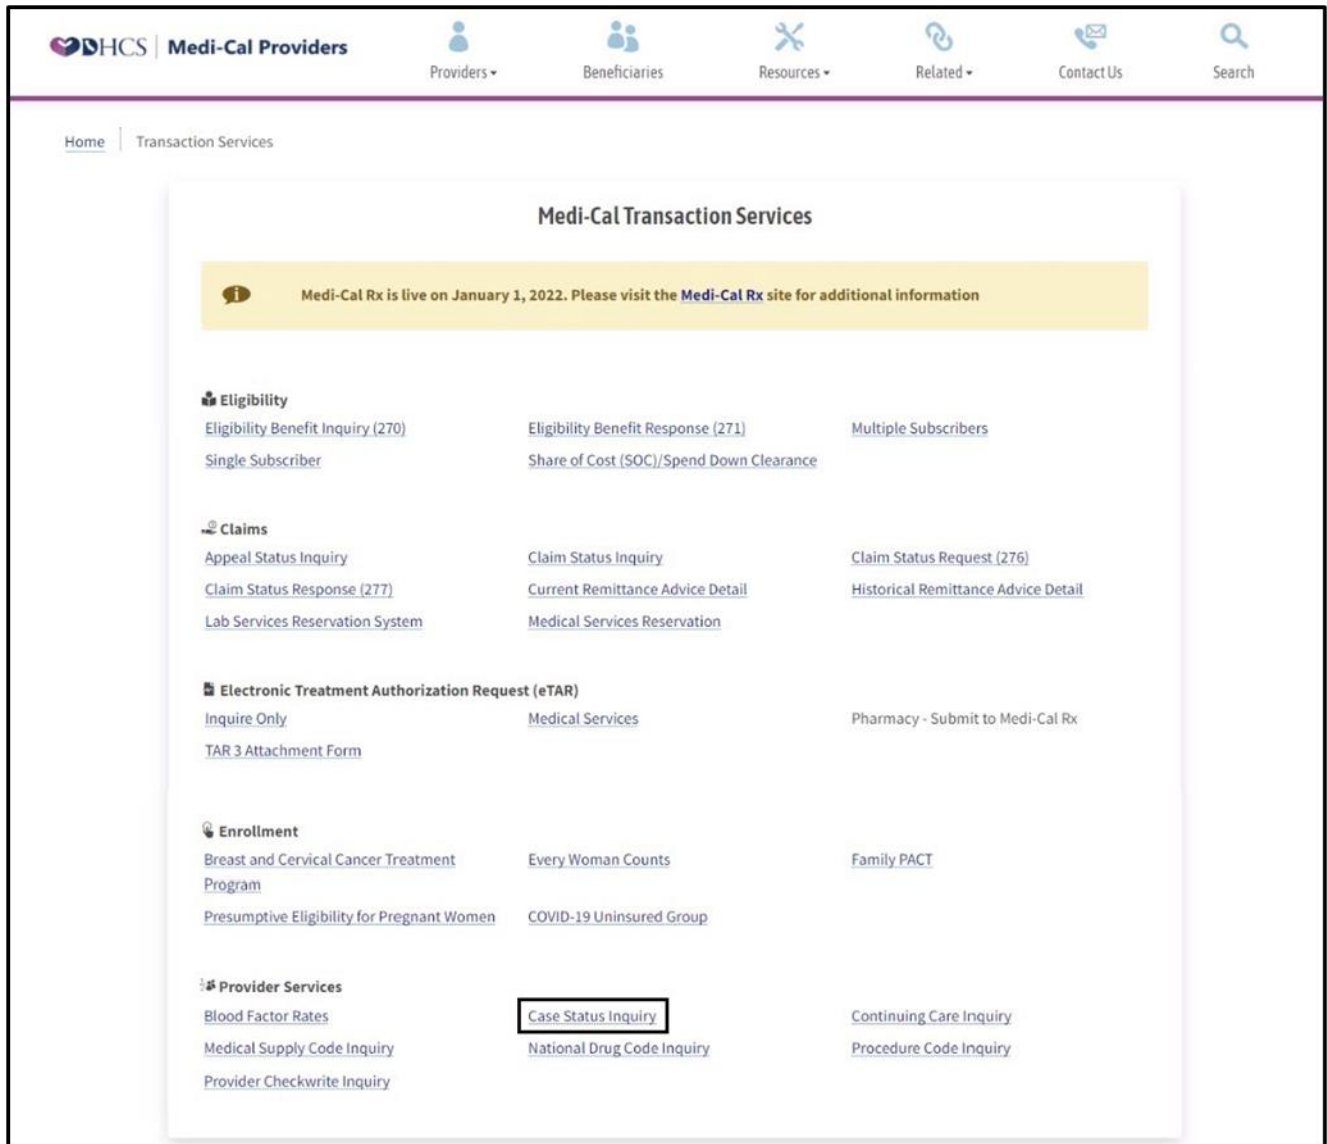 DHCS | Medi-Cal Providers
Providers
Beneficiaries
Resources
Related
Contact Us
Search
Home
Transaction Services
Medi-Cal Transaction Services
Medi-Cal Rx is live on January 1, 2022. Please visit the Medi-Cal Rx site for additional information
Eligibility
Eligibility Benefit Inquiry (270)
Eligibility Benefit Response (271)
Multiple Subscribers
Single Subscriber
Share of Cost (SOC)/Spend Down Clearance
Claims
Appeal Status Inquiry
Claim Status Inquiry
Claim Status Request (276)
Claim Status Response (277)
Current Remittance Advice Detail
Historical Remittance Advice Detail
Lab Services Reservation System
Medical Services Reservation
Electronic Treatment Authorization Request (eTAR)
Inquire Only
Medical Services
Pharmacy - Submit to Medi-Cal Rx
TAR 3 Attachment Form
Enrollment
Breast and Cervical Cancer Treatment
Program
Every Woman Counts
Family PACT
Presumptive Eligibility for Pregnant Women
COVID-19 Uninsured Group
Provider Services
Blood Factor Rates
Case Status Inquiry
Continuing Care Inquiry
Medical Supply Code Inquiry
National Drug Code Inquiry
Procedure Code Inquiry
Provider Checkwrite Inquiry